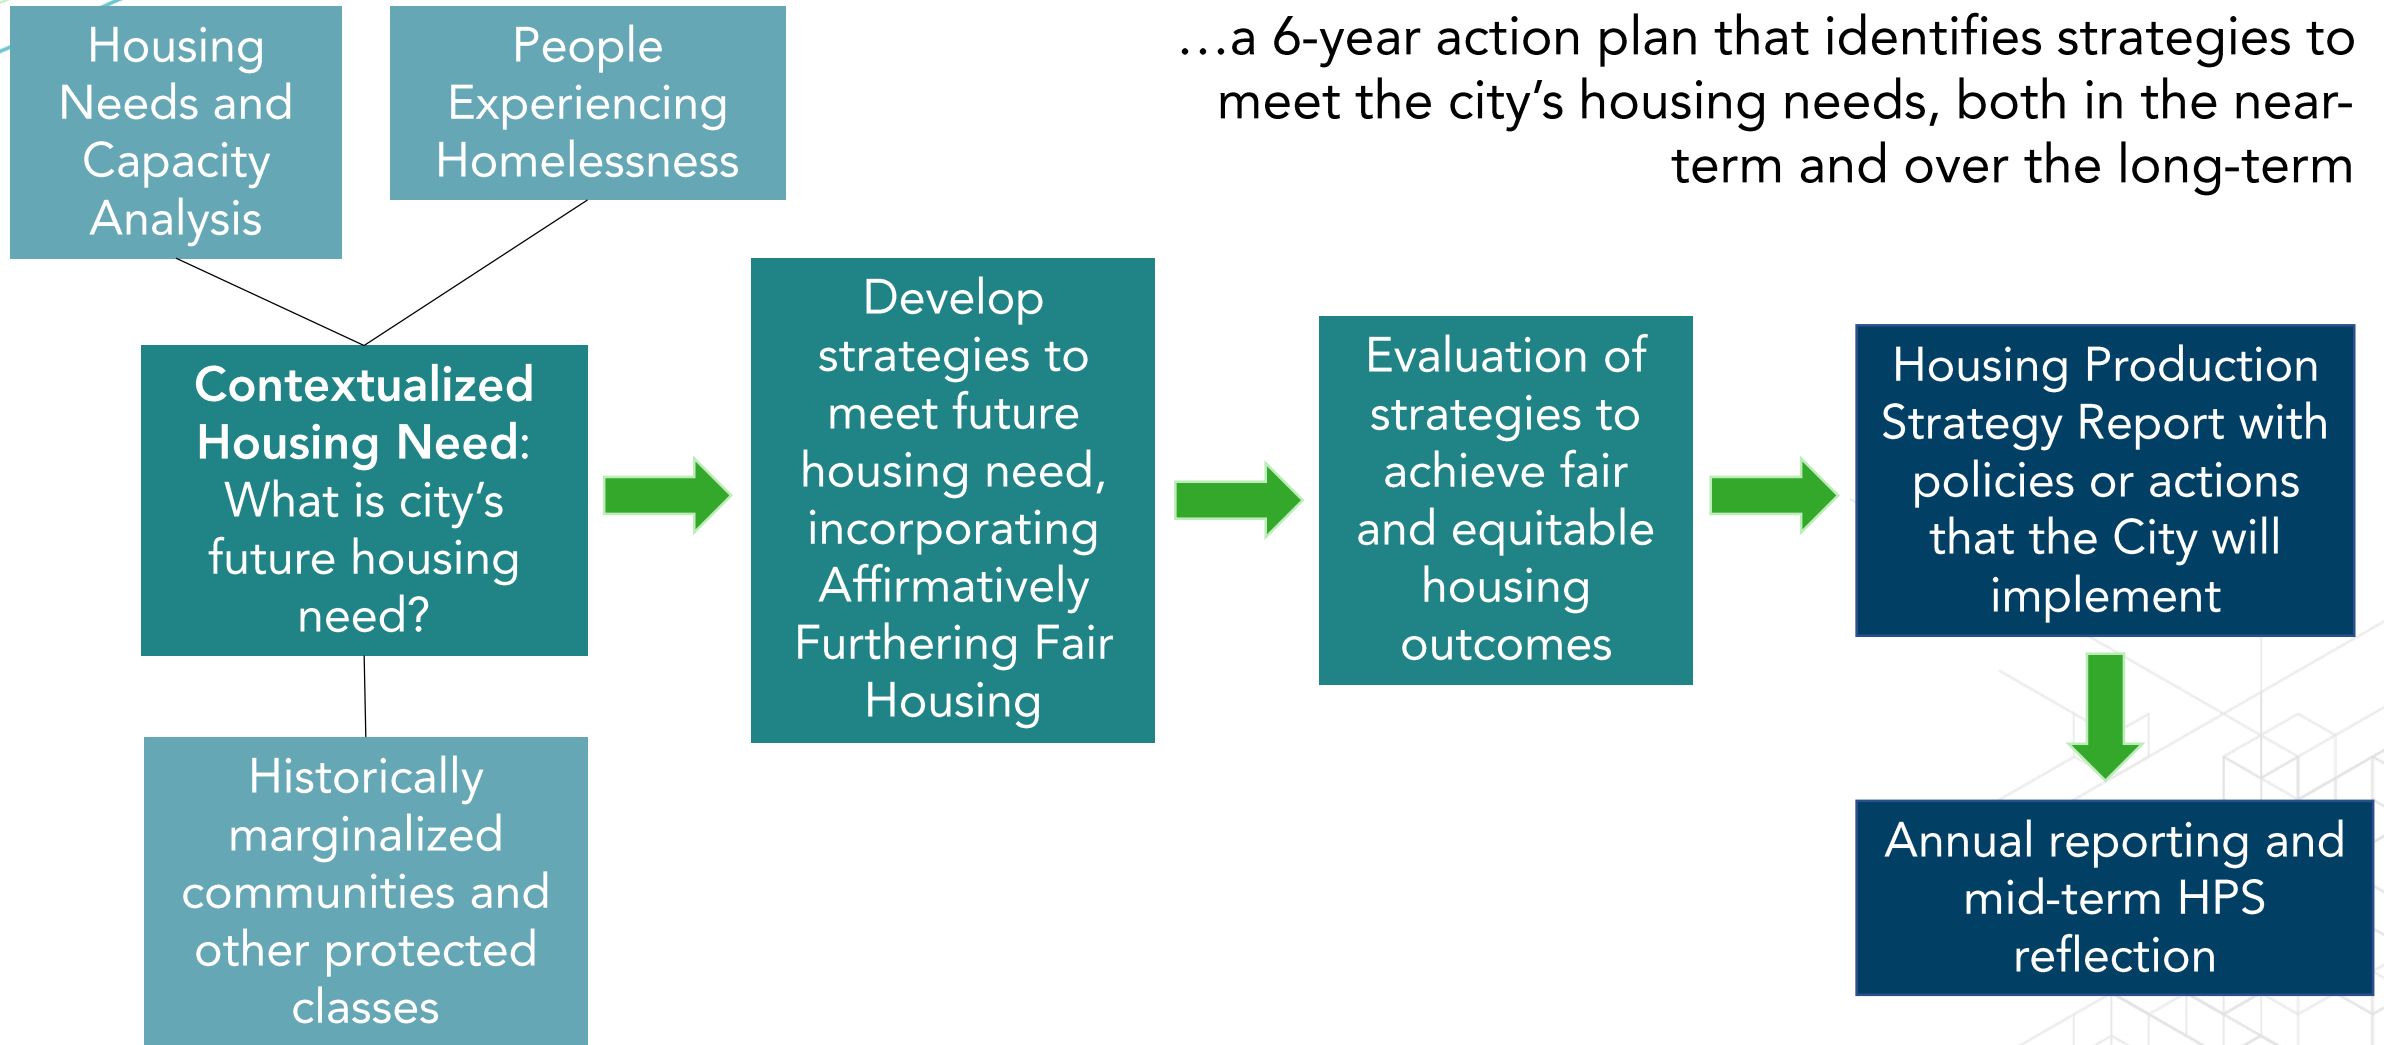 …a 6-year action plan that identifies strategies to
meet the city’s housing needs, both in the near-
term and over the long-term
Housing
Needs and
Capacity
Analysis
People
Experiencing
Homelessness
Contextualized
Housing Need:
What is city’s
future housing
need?
Historically
marginalized
communities and
other protected
classes
Develop
strategies to
meet future
housing need,
incorporating
Affirmatively
Furthering Fair
Housing
Evaluation of
strategies to
achieve fair
and equitable
housing
outcomes
Housing Production
Strategy Report with
policies or actions
that the City will
implement
Annual reporting and
mid-term HPS
reflection